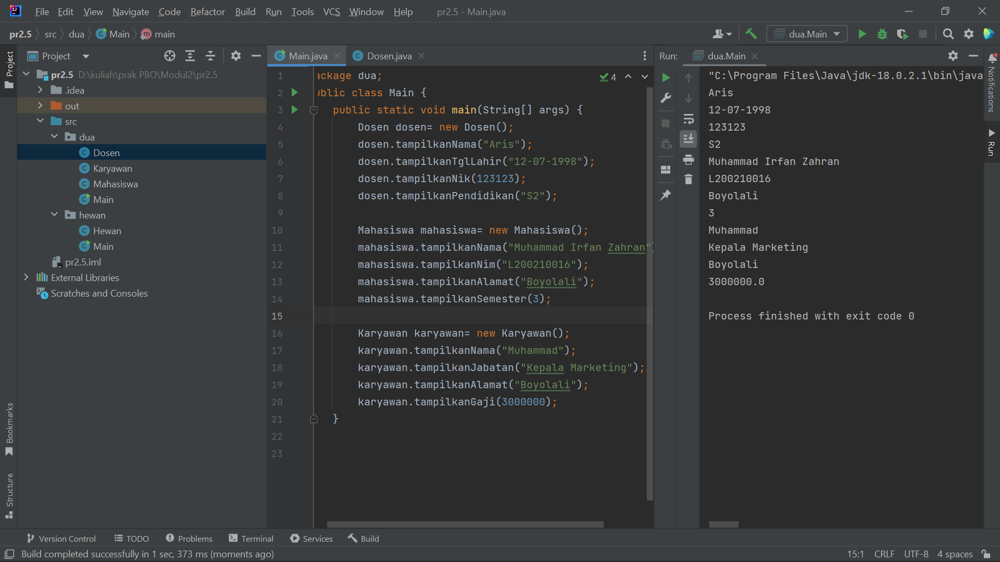 File Edit View Navigate Code Refactor Build Run Tools VCS Window Help pr2.5 - Main.java
pr2.5 src dua Main main
dua.Main
Project
Main.java
Dosen.java
Run: dua.Main
Project
Bookmarks
Structure
pr2.5 D:\kuliah\prak PBO\Modul2\pr2.5
.idea
out
src
dua
Dosen
Karyawan
Mahasiswa
Main
hewan
Hewan
Main
pr2.5.iml
External Libraries
Scratches and Consoles
4
1 ackage dua;
2 ublic class Main {
3 public static void main(String[] args) {
4 Dosen dosen= new Dosen();
5 dosen.tampilkanNama("Aris");
6 dosen.tampilkanTglLahir("12-07-1998");
7 dosen.tampilkanNik(123123);
8 dosen.tampilkanPendidikan("S2");
9
10 Mahasiswa mahasiswa= new Mahasiswa();
11 mahasiswa.tampilkanNama("Muhammad Irfan Zahran")
12 mahasiswa.tampilkanNim("L200210016");
13 mahasiswa.tampilkanAlamat("Boyolali");
14 mahasiswa.tampilkanSemester(3);
15
16 Karyawan karyawan= new Karyawan();
17 karyawan.tampilkanNama("Muhammad");
18 karyawan.tampilkanJabatan("Kepala Marketing");
19 karyawan.tampilkanAlamat("Boyolali");
20 karyawan.tampilkanGaji(3000000);
21 }
22
23
"C:\Program Files\Java\jdk-18.0.2.1\bin\java
Aris
12-07-1998
123123
S2
Muhammad Irfan Zahran
L200210016
Boyolali
3
Muhammad
Kepala Marketing
Boyolali
3000000.0
Process finished with exit code 0
Notifications
Run
Version Control TODO Problems Terminal Services Build
Build completed successfully in 1 sec, 373 ms (moments ago)
15:1 CRLF UTF-8 4 spaces